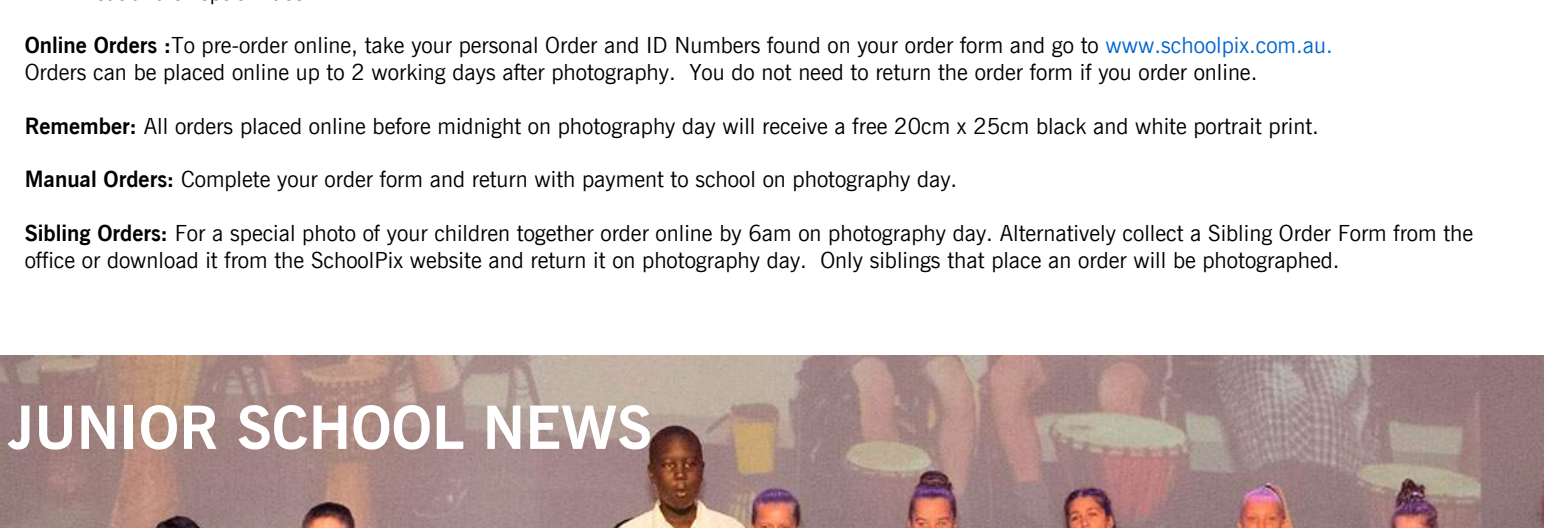 Online Orders :To pre-order online, take your personal Order and ID Numbers found on your order form and go to www.schoolpix.com.au.
Orders can be placed online up to 2 working days after photography.  You do not need to return the order form if you order online.
Remember: All orders placed online before midnight on photography day will receive a free 20cm x 25cm black and white portrait print.
Manual Orders: Complete your order form and return with payment to school on photography day.
Sibling Orders: For a special photo of your children together order online by 6am on photography day. Alternatively collect a Sibling Order Form from the
office or download it from the SchoolPix website and return it on photography day.  Only siblings that place an order will be photographed.
JUNIOR SCHOOL NEWS